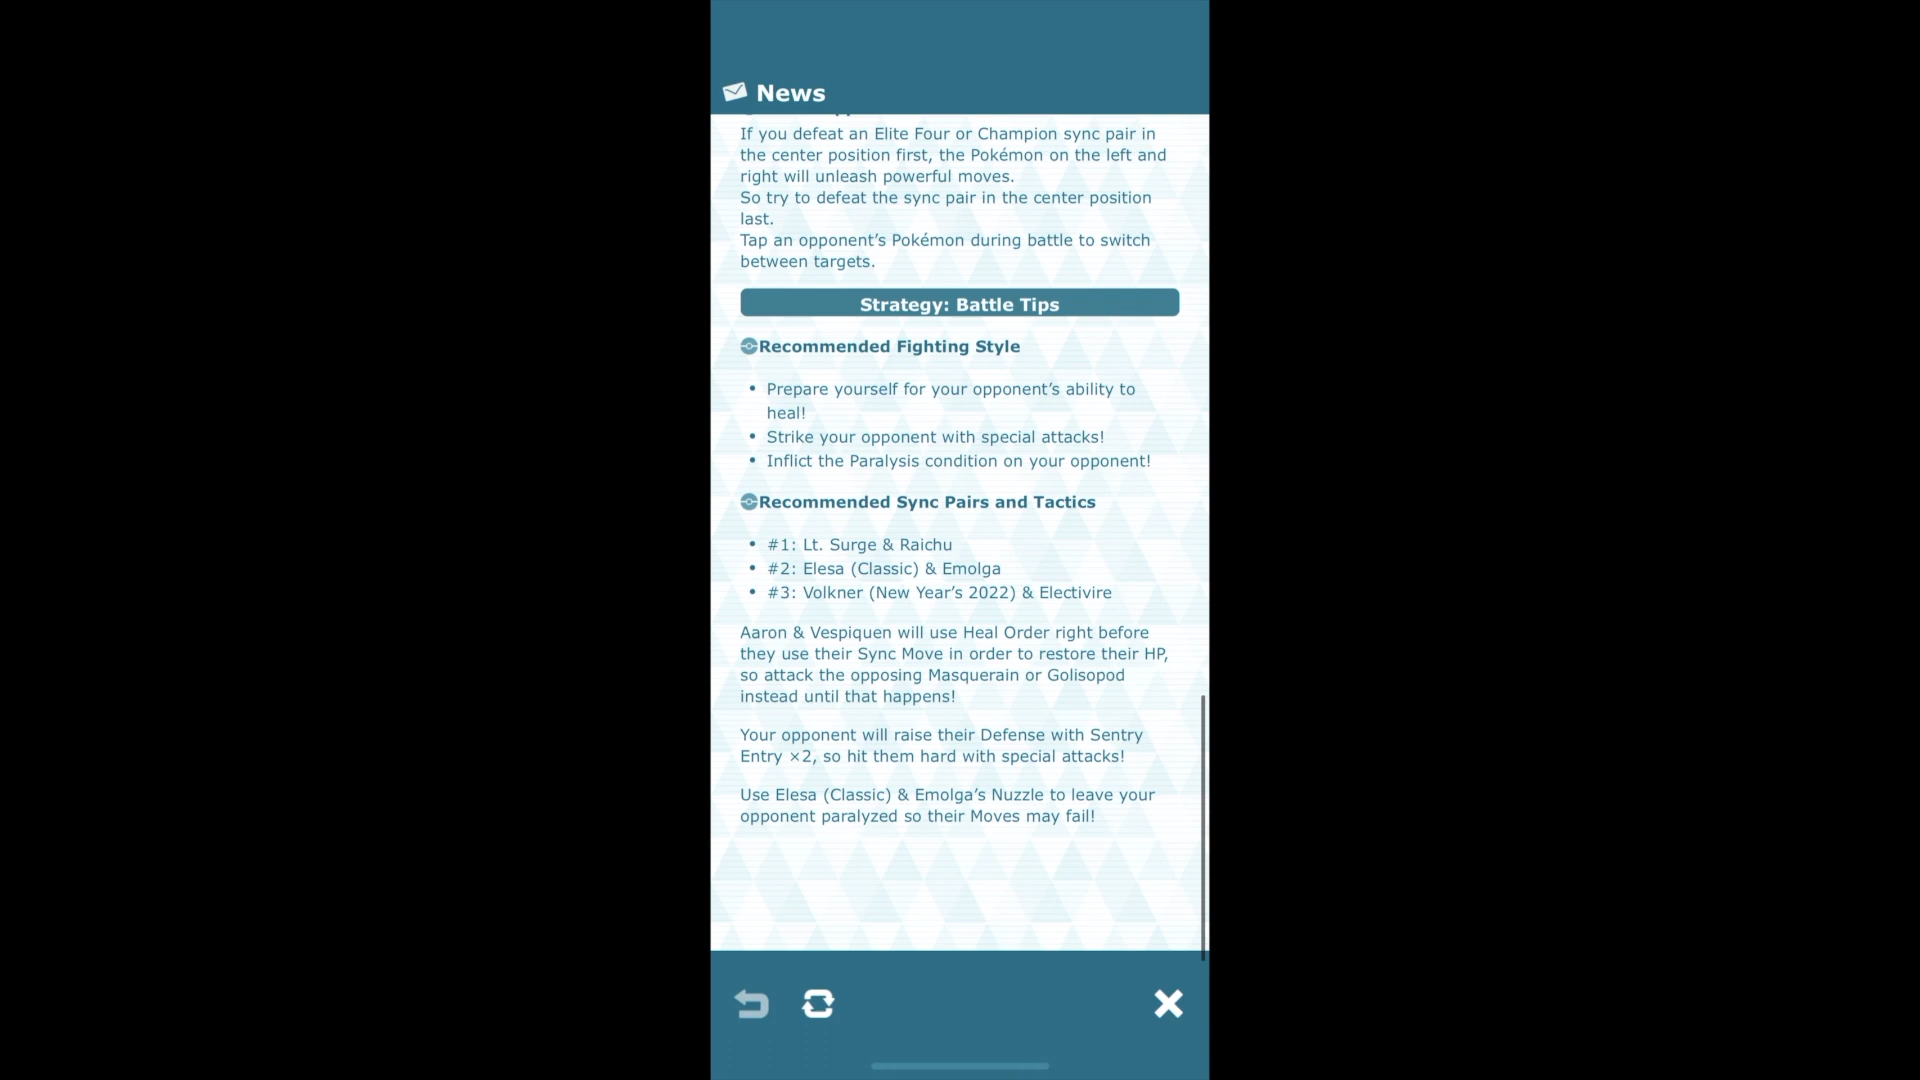 News
If you defeat an Elite Four or Champion sync pair in
the center position first, the Pokémon on the left and
right will unleash powerful moves.
So try to defeat the sync pair in the center position
last.
Tap an opponent’s Pokémon during battle to switch
between targets.
Strategy: Battle Tips
Recommended Fighting Style
• Prepare yourself for your opponent’s ability to
heal!
• Strike your opponent with special attacks!
• Inflict the Paralysis condition on your opponent!
Recommended Sync Pairs and Tactics
• #1: Lt. Surge & Raichu
• #2: Elesa (Classic) & Emolga
• #3: Volkner (New Year’s 2022) & Electivire
Aaron & Vespiquen will use Heal Order right before
they use their Sync Move in order to restore their HP,
so attack the opposing Masquerain or Golisopod
instead until that happens!
Your opponent will raise their Defense with Sentry
Entry ×2, so hit them hard with special attacks!
Use Elesa (Classic) & Emolga’s Nuzzle to leave your
opponent paralyzed so their Moves may fail!